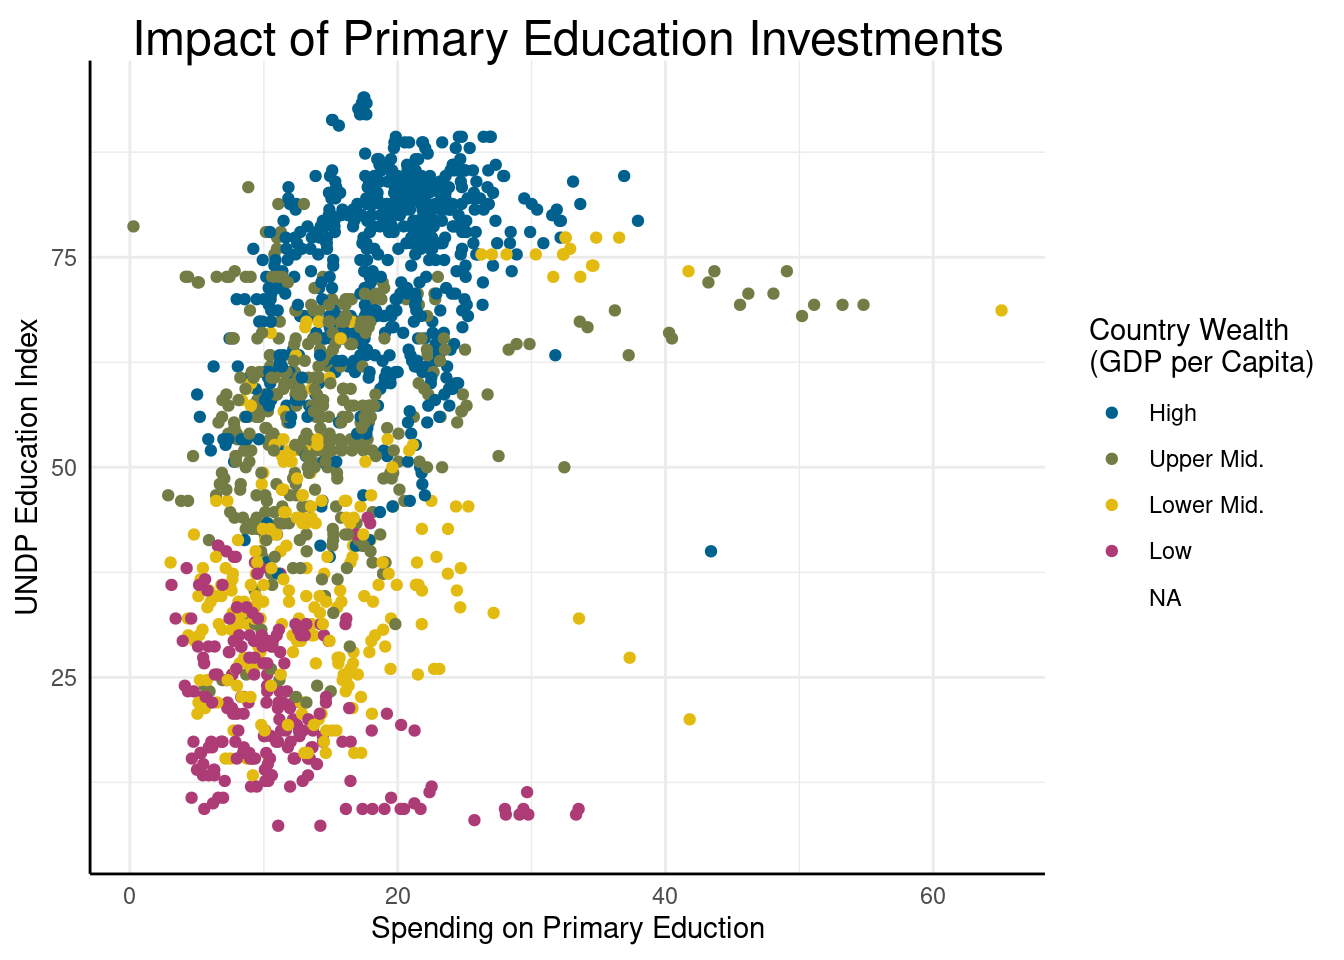 Impact of Primary Education Investments
UNDP Education Index
75
50
25
0
20
40
60
Spending on Primary Eduction
Country Wealth
(GDP per Capita)
High
Upper Mid.
Lower Mid.
Low
NA